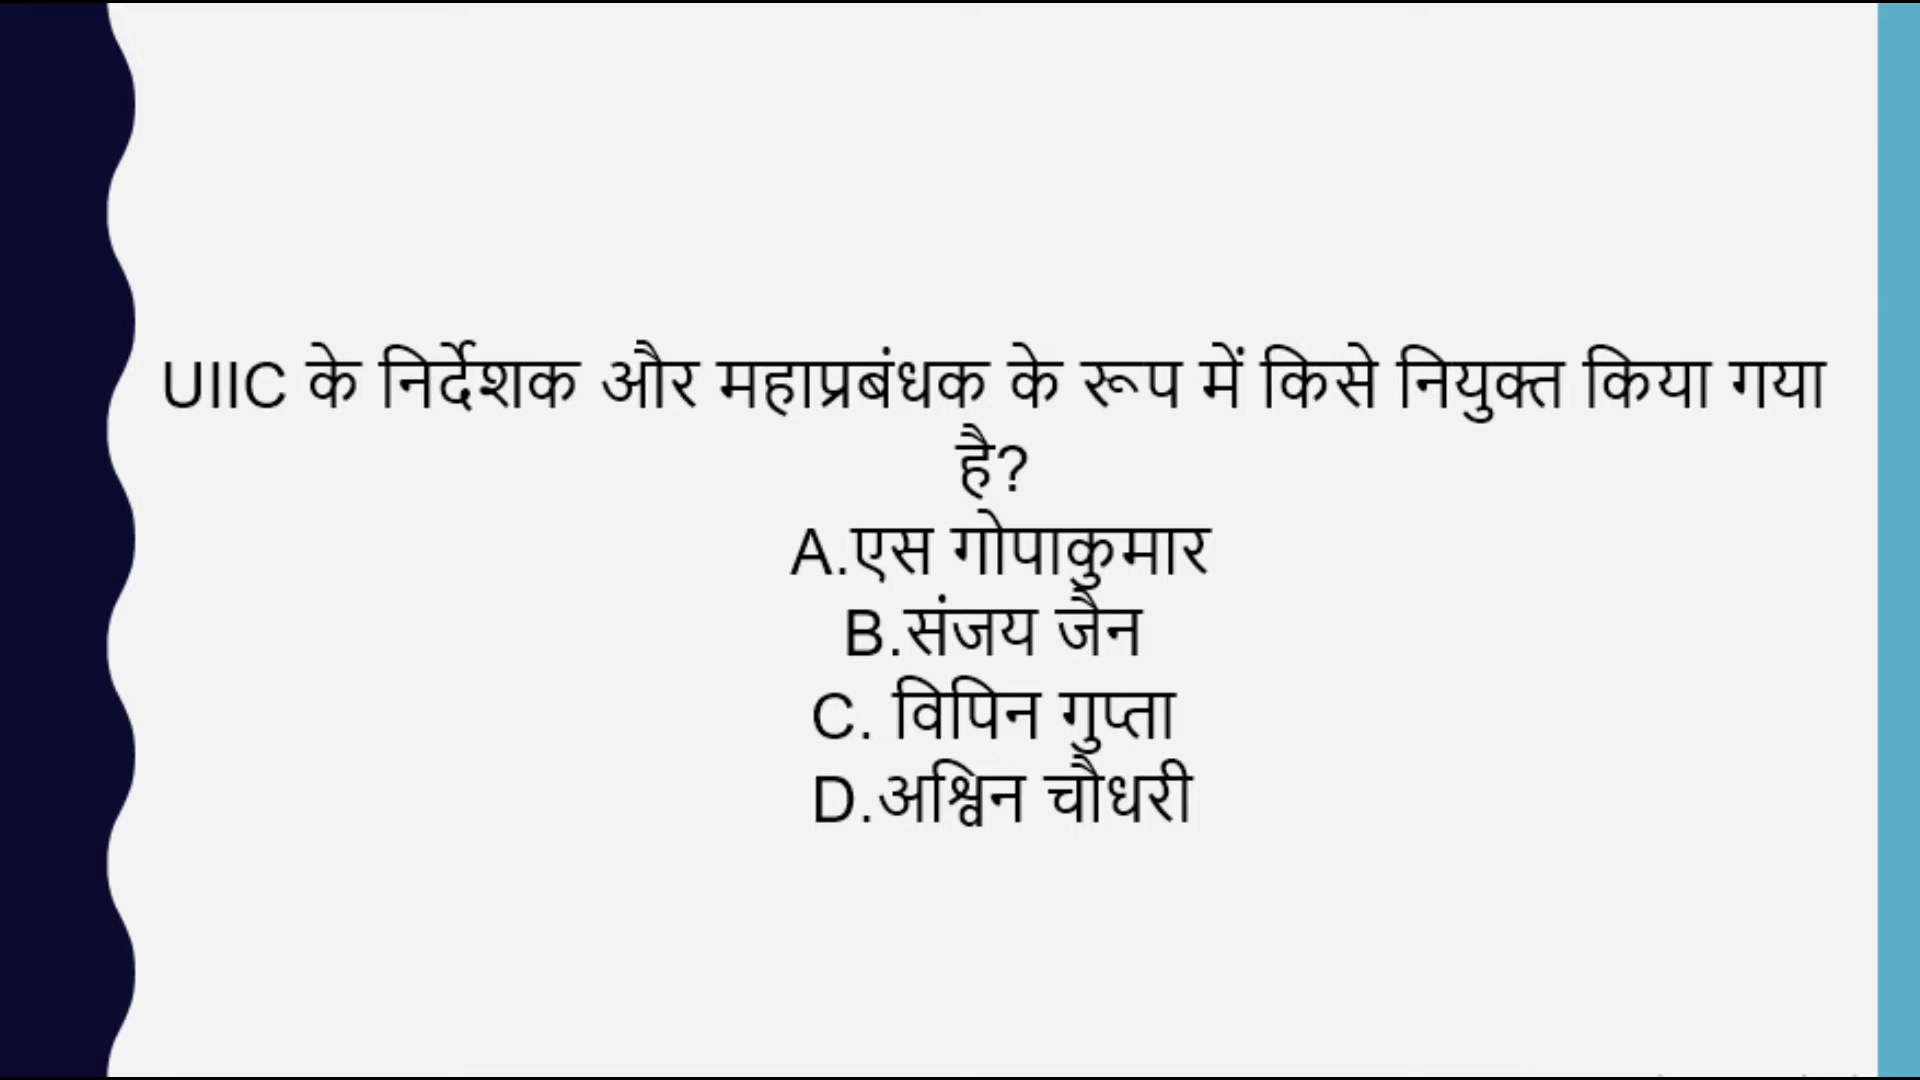 UIIC के निर्देशक और महाप्रबंधक के रूप में किसे नियुक्त किया गया
है?
A.एस गोपाकुमार
B.संजय जैन
C. विपिन गुप्ता
D.अश्विन चौधरी